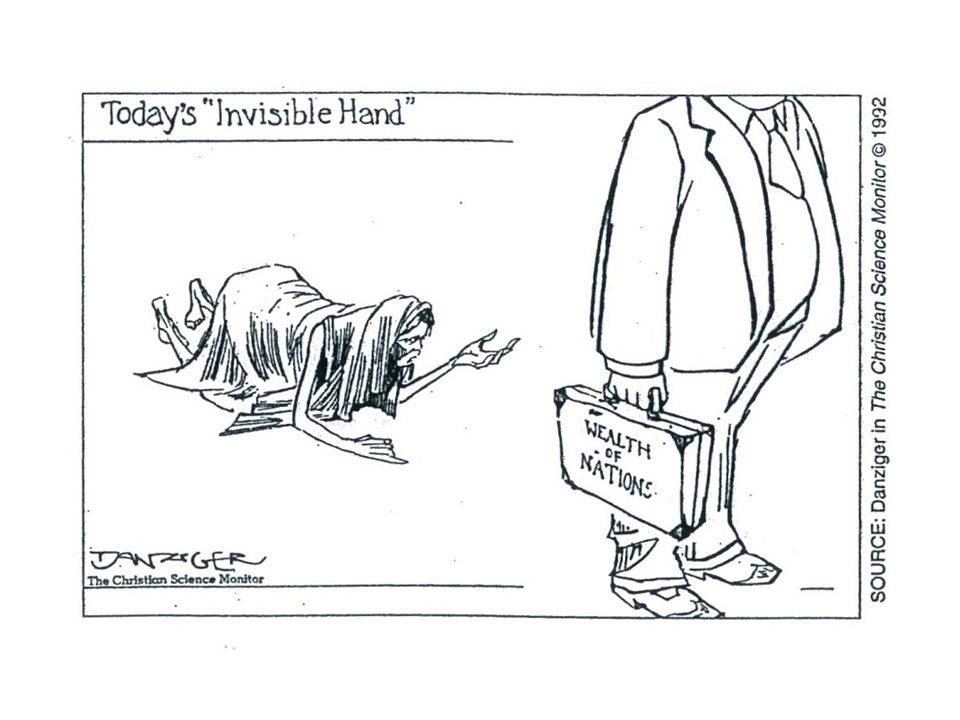 Today's "Invisible Hand"
WEALTH
OF
NATIONS
DANZIGER
The Christian Science Monitor
SOURCE: Danziger in The Christian Science Monitor © 1992